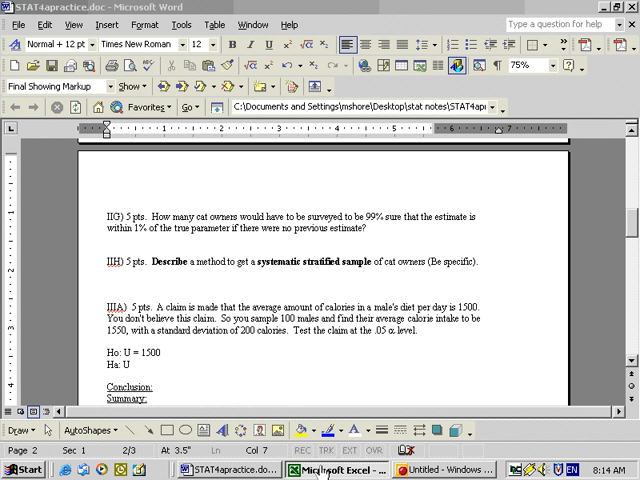 STAT4apractice.doc - Microsoft Word
File Edit View Insert Format Tools Table Window Help Type a question for help
Normal + 12 pt Times New Roman 12 B I U
75%
Final Showing Markup Show
Favorites Go C:\Documents and Settings\mshore\Desktop\stat notes\STAT4apr
1 2 3 4 5 6 7
IIG) 5 pts. How many cat owners would have to be surveyed to be 99% sure that the estimate is
within 1% of the true parameter if there were no previous estimate?
IIH) 5 pts. Describe a method to get a systematic stratified sample of cat owners (Be specific).
IIIA) 5 pts. A claim is made that the average amount of calories in a male's diet per day is 1500.
You don't believe this claim. So you sample 100 males and find their average calorie intake to be
1550, with a standard deviation of 200 calories. Test the claim at the .05 α level.
Ho: U = 1500
Ha: U
Conclusion:
Summary:
Draw AutoShapes
Page 2 Sec 1 2/3 At 3.5" Ln Col 7 REC TRK EXT OVR
Start STAT4apractice.do... Microsoft Excel - ... Untitled - Windows ... EN 8:14 AM